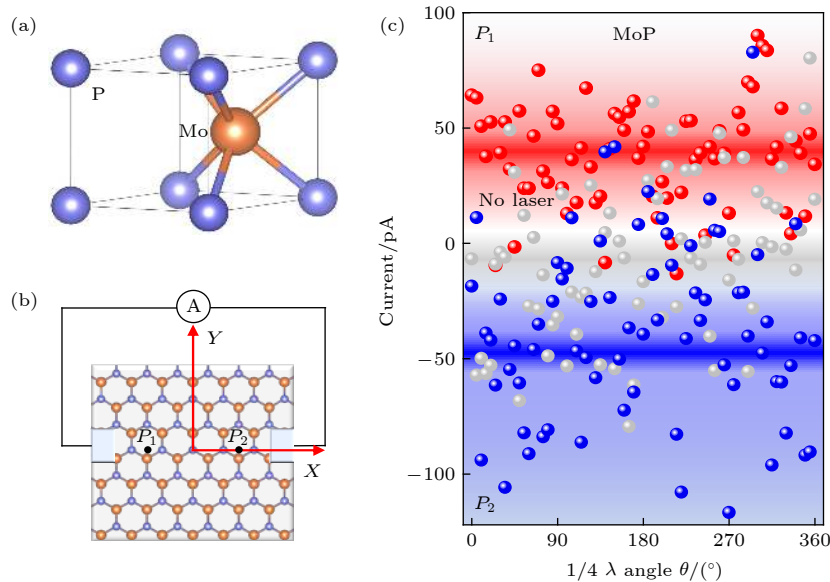 (a)
P
Mo
(b)
A
Y
P1
P2
X
(c)
100
50
0
−50
−100
Current/pA
P1
MoP
No laser
P2
0
90
180
270
360
1/4 λ angle θ/(°)